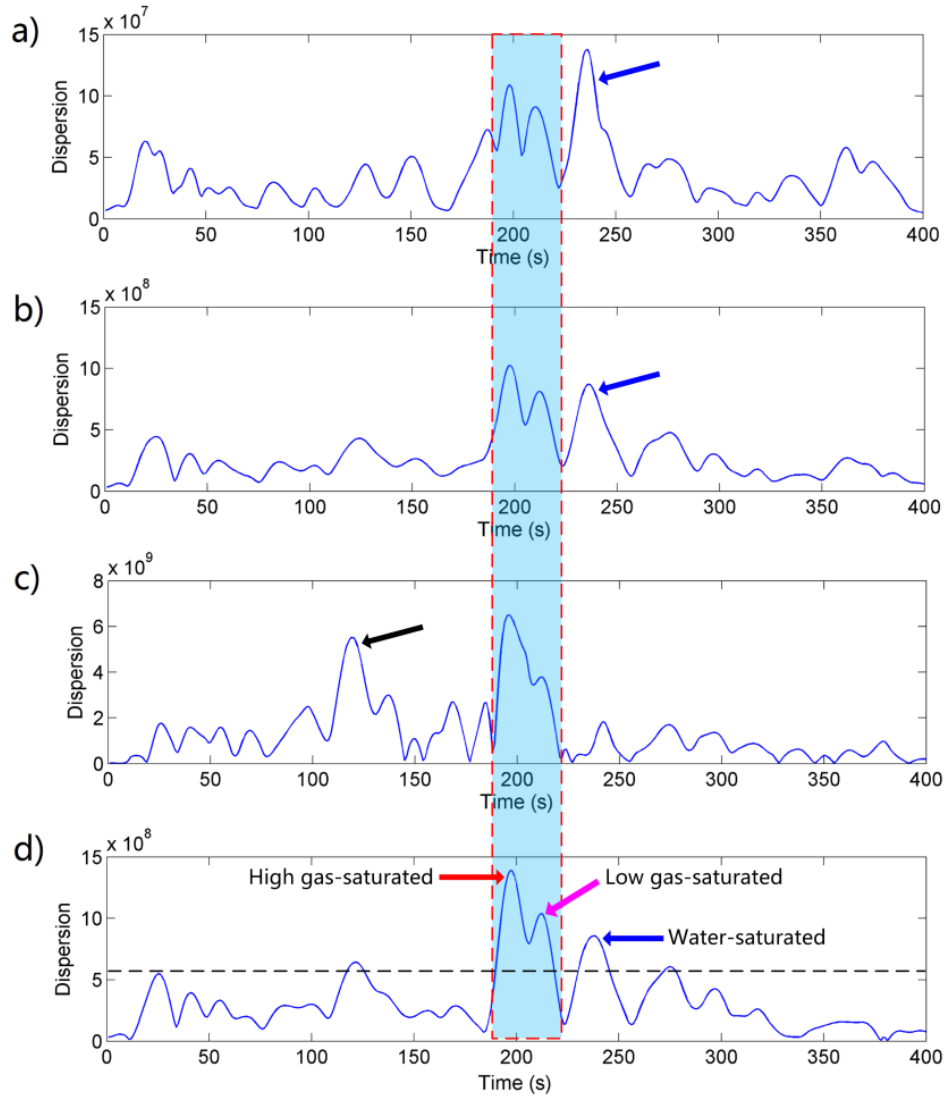 a)
× 10^7
15
10
5
0
Dispersion
0 50 100 150 200 250 300 350 400
Time (s)
b)
× 10^8
15
10
5
0
Dispersion
0 50 100 150 200 250 300 350 400
Time (s)
c)
× 10^9
8
6
4
2
0
Dispersion
0 50 100 150 200 250 300 350 400
Time (s)
d)
× 10^8
15
10
5
0
Dispersion
High gas-saturated
Low gas-saturated
Water-saturated
0 50 100 150 200 250 300 350 400
Time (s)